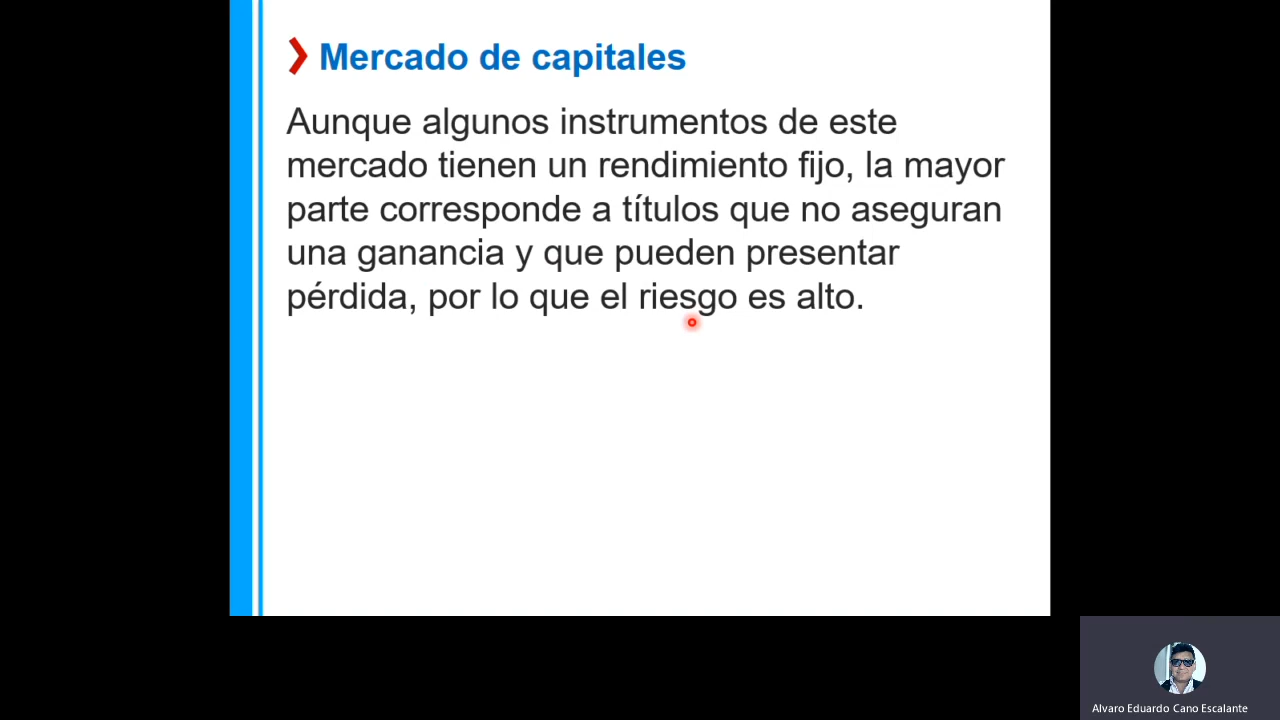 Mercado de capitales
Aunque algunos instrumentos de este
mercado tienen un rendimiento fijo, la mayor
parte corresponde a títulos que no aseguran
una ganancia y que pueden presentar
pérdida, por lo que el riesgo es alto.
Alvaro Eduardo Cano Escalante